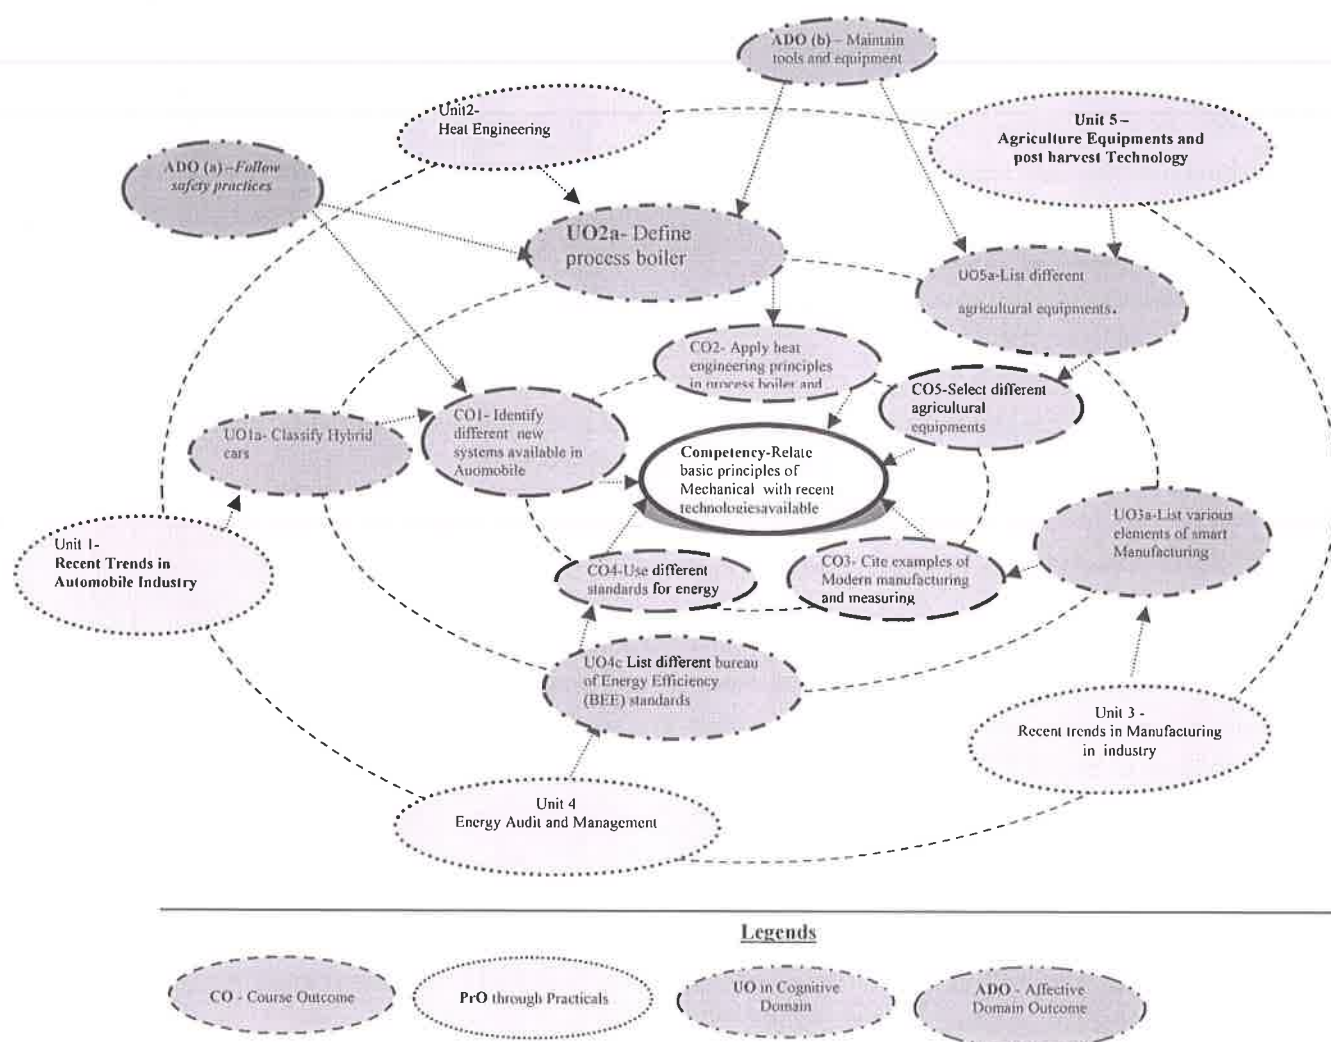 ADO (b) – Maintain
tools and equipment
Unit2-
Heat Engineering
Unit 5 –
Agriculture Equipments and
post harvest Technology
ADO (a) –Follow
safety practices
UO2a- Define
process boiler
UO5a-List different
agricultural equipments.
CO2- Apply heat
engineering principles
in process boiler and
CO5-Select different
agricultural
equipments
CO1- Identify
different new
systems available in
Auomobile
UO1a- Classify Hybrid
cars
Competency-Relate
basic principles of
Mechanical with recent
technologiesavailable
UO3a-List various
elements of smart
Manufacturing
Unit 1-
Recent Trends in
Automobile Industry
CO4-Use different
standards for energy
CO3- Cite examples of
Modern manufacturing
and measuring
UO4c List different bureau
of Energy Efficiency
(BEE) standards
Unit 3 -
Recent trends in Manufacturing
in industry
Unit 4
Energy Audit and Management
Legends
CO - Course Outcome
PrO through Practicals
UO in Cognitive
Domain
ADO - Affective
Domain Outcome